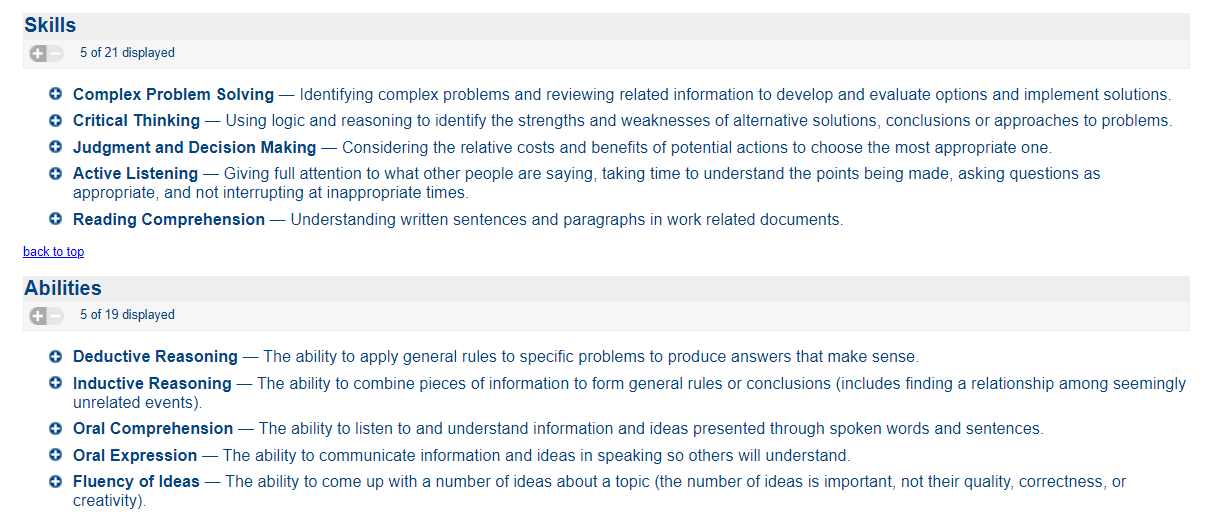 Skills
5 of 21 displayed
Complex Problem Solving — Identifying complex problems and reviewing related information to develop and evaluate options and implement solutions.
Critical Thinking — Using logic and reasoning to identify the strengths and weaknesses of alternative solutions, conclusions or approaches to problems.
Judgment and Decision Making — Considering the relative costs and benefits of potential actions to choose the most appropriate one.
Active Listening — Giving full attention to what other people are saying, taking time to understand the points being made, asking questions as
appropriate, and not interrupting at inappropriate times.
Reading Comprehension — Understanding written sentences and paragraphs in work related documents.
back to top
Abilities
5 of 19 displayed
Deductive Reasoning — The ability to apply general rules to specific problems to produce answers that make sense.
Inductive Reasoning — The ability to combine pieces of information to form general rules or conclusions (includes finding a relationship among seemingly
unrelated events).
Oral Comprehension — The ability to listen to and understand information and ideas presented through spoken words and sentences.
Oral Expression — The ability to communicate information and ideas in speaking so others will understand.
Fluency of Ideas — The ability to come up with a number of ideas about a topic (the number of ideas is important, not their quality, correctness, or
creativity).